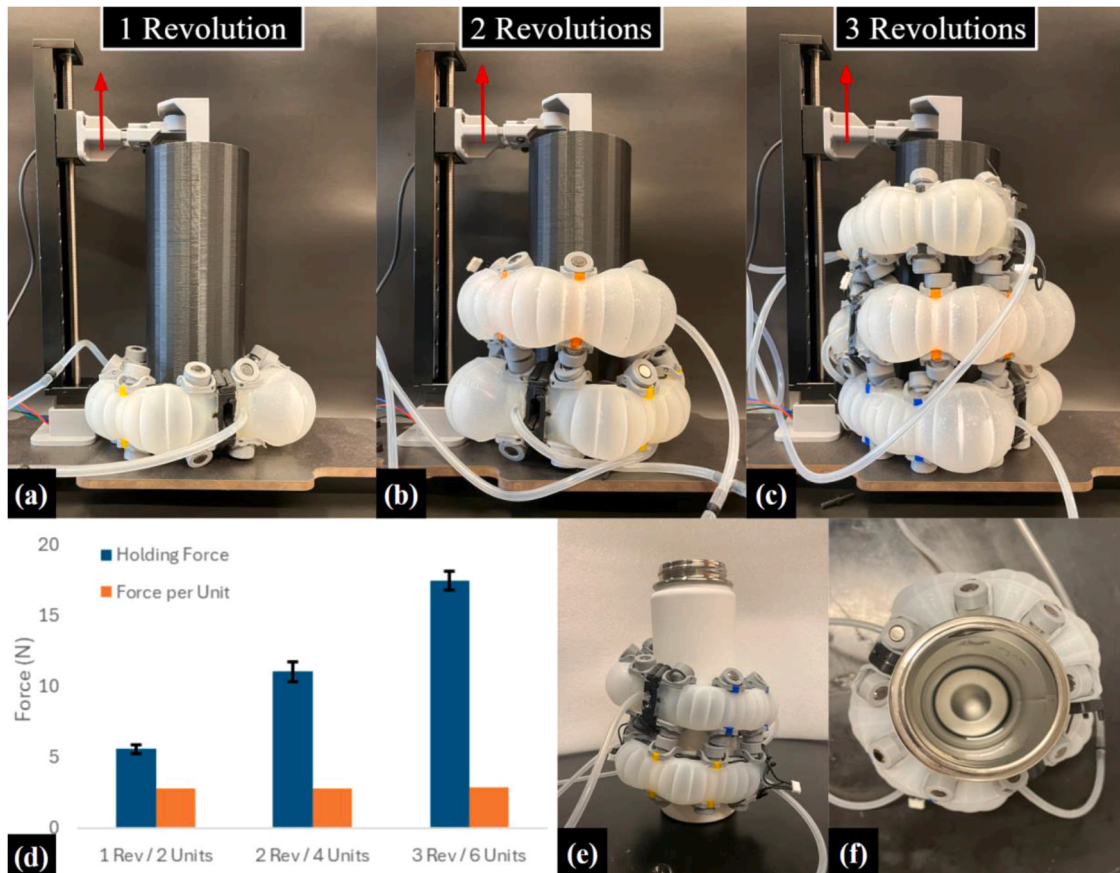 1 Revolution
2 Revolutions
3 Revolutions
(a)
(b)
(c)
20
15
10
5
0
Force (N)
Holding Force
Force per Unit
1 Rev / 2 Units
2 Rev / 4 Units
3 Rev / 6 Units
(d)
(e)
(f)